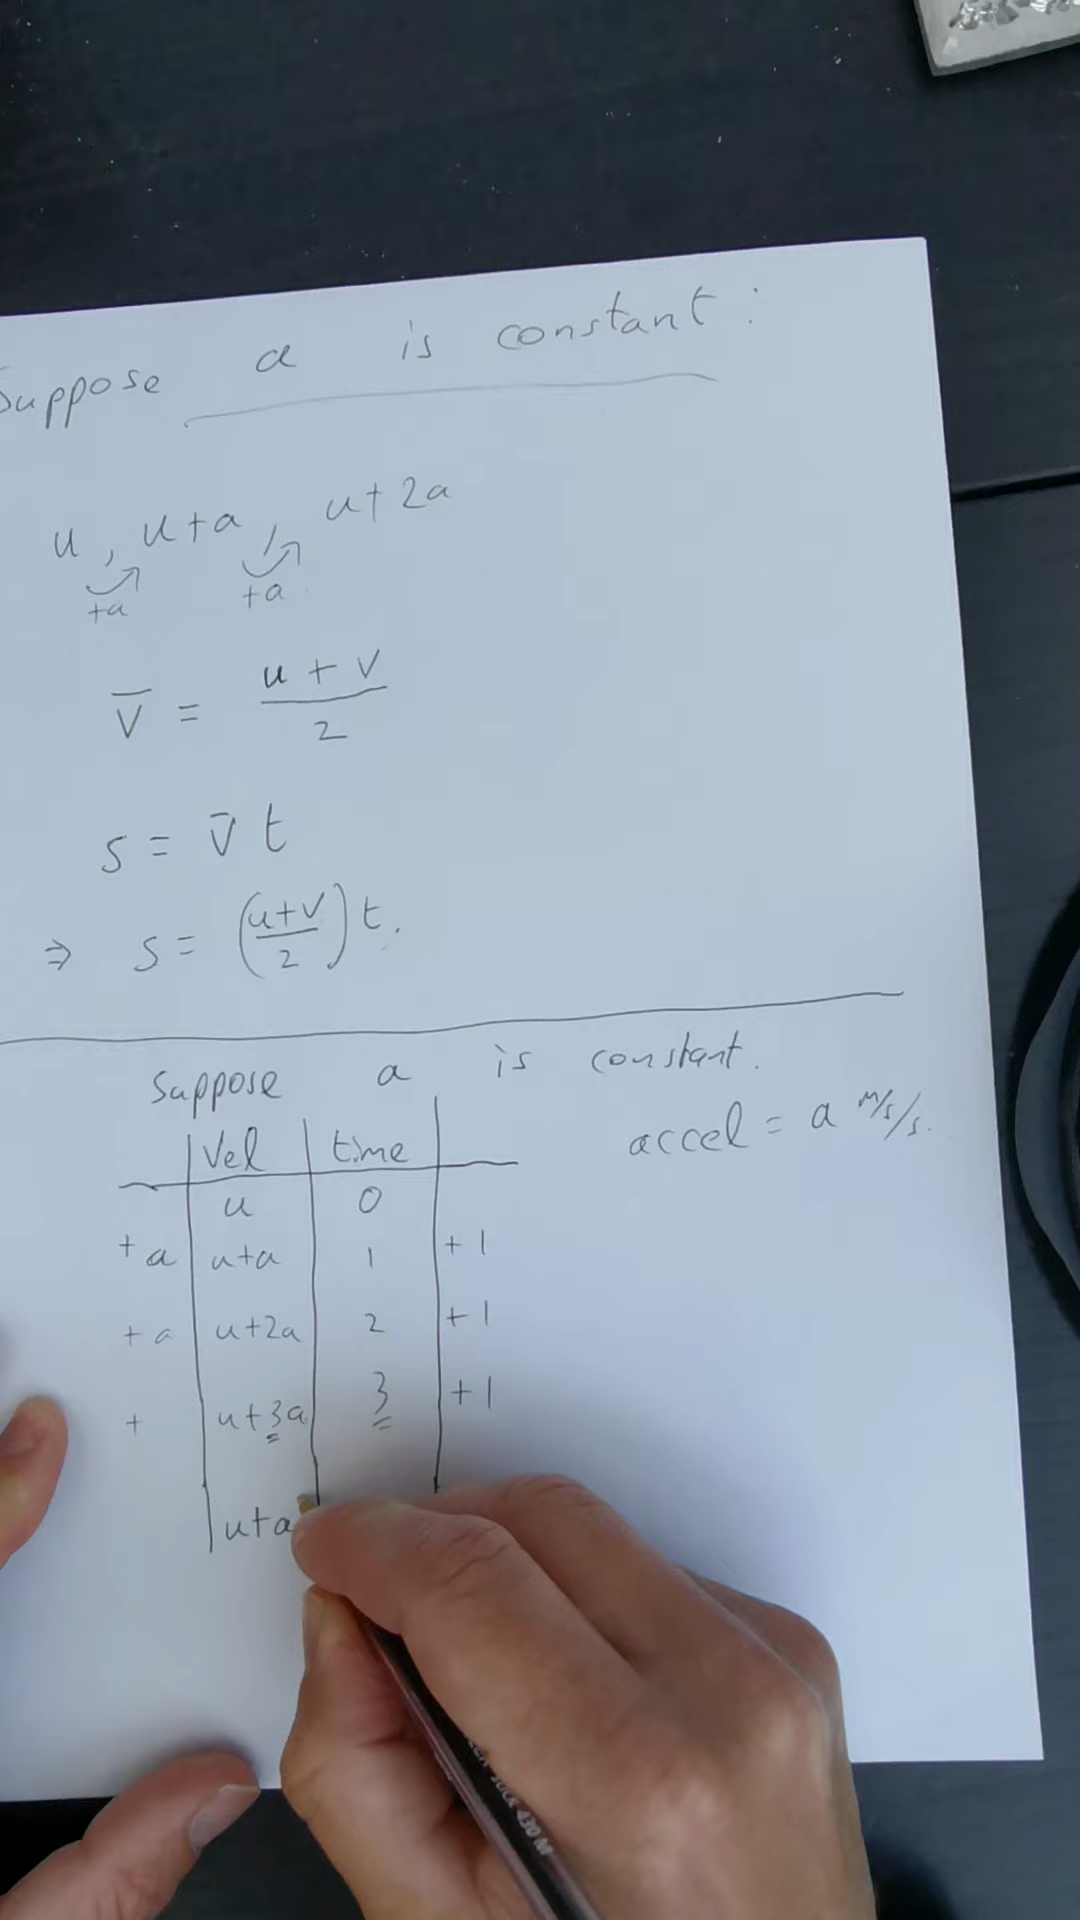 Suppose a is constant:
u, u+a, u+2a
+a +a
v̄ = (u + v)/2
s = v̄ t
⇒ s = ((u+v)/2) t.
Suppose a is constant.
accel = a m/s/s.
Vel time
u 0
+a u+a 1 +1
+a u+2a 2 +1
+ u+3a 3 +1
u+a
430 M